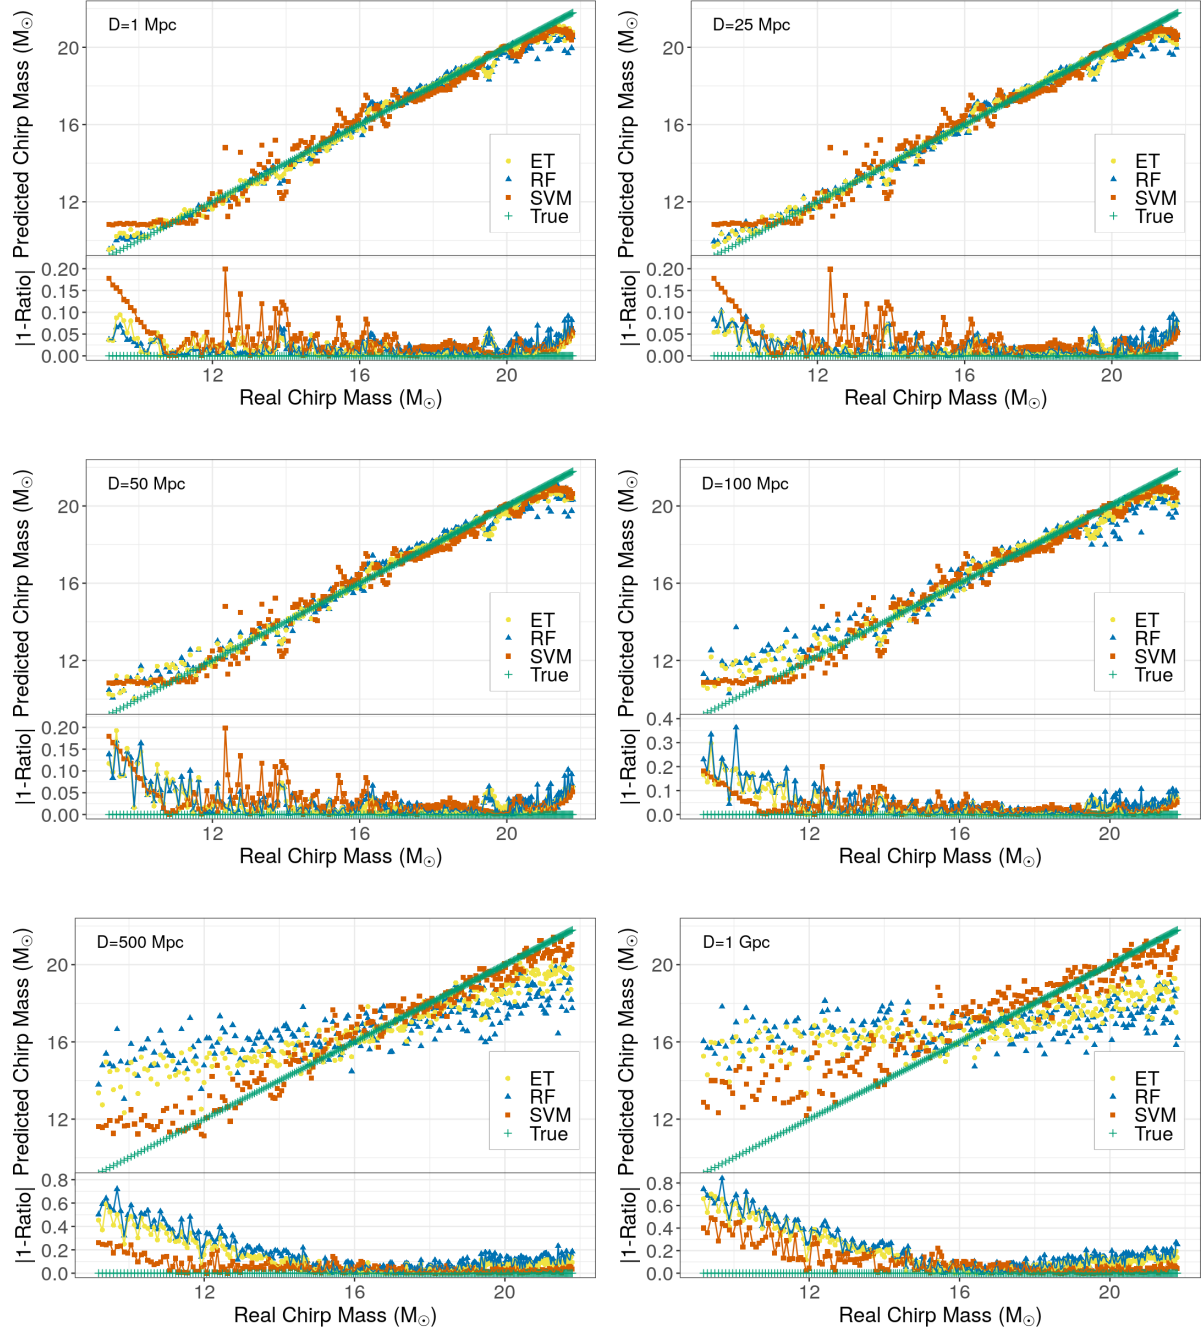 D=1 Mpc
Predicted Chirp Mass (M☉)
20
16
12
ET
RF
SVM
True
|1-Ratio|
0.20
0.15
0.10
0.05
0.00
12 16 20
Real Chirp Mass (M☉)
D=25 Mpc
Predicted Chirp Mass (M☉)
20
16
12
ET
RF
SVM
True
|1-Ratio|
0.20
0.15
0.10
0.05
0.00
12 16 20
Real Chirp Mass (M☉)
D=50 Mpc
Predicted Chirp Mass (M☉)
20
16
12
ET
RF
SVM
True
|1-Ratio|
0.20
0.15
0.10
0.05
0.00
12 16 20
Real Chirp Mass (M☉)
D=100 Mpc
Predicted Chirp Mass (M☉)
20
16
12
ET
RF
SVM
True
|1-Ratio|
0.4
0.3
0.2
0.1
0.0
12 16 20
Real Chirp Mass (M☉)
D=500 Mpc
Predicted Chirp Mass (M☉)
20
16
12
ET
RF
SVM
True
|1-Ratio|
0.8
0.6
0.4
0.2
0.0
12 16 20
Real Chirp Mass (M☉)
D=1 Gpc
Predicted Chirp Mass (M☉)
20
16
12
ET
RF
SVM
True
|1-Ratio|
0.8
0.6
0.4
0.2
0.0
12 16 20
Real Chirp Mass (M☉)